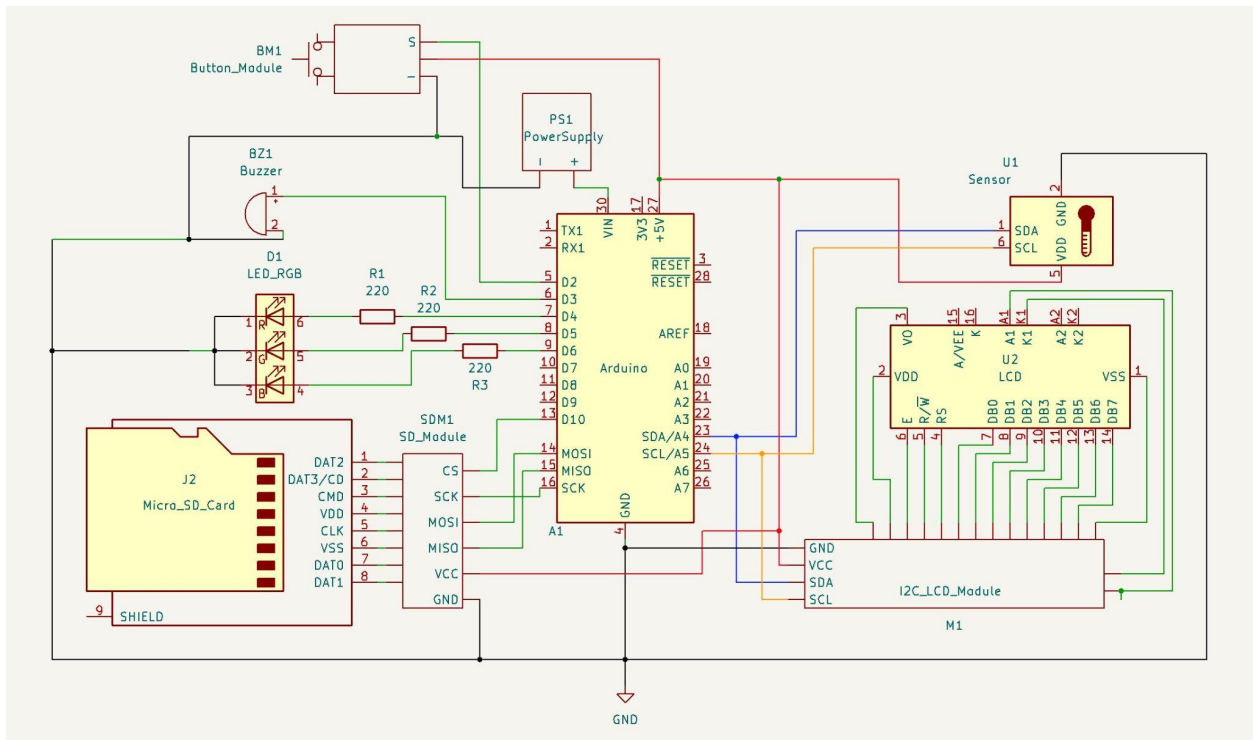 BM1
Button_Module
S
−
PS1
PowerSupply
−
+
BZ1
Buzzer
1
+
2
D1
LED_RGB
R
G
B
1
2
3
6
5
4
R1
220
R2
220
220
R3
30
17
27
VIN
3V3
+5V
1
TX1
2
RX1
5
D2
6
D3
7
D4
8
D5
9
D6
10
D7
11
D8
12
D9
13
D10
14
MOSI
15
MISO
16
SCK
RESET
3
RESET
28
AREF
18
A0
19
A1
20
A2
21
A3
22
SDA/A4
23
SCL/A5
24
A6
25
A7
26
Arduino
GND
4
A1
U1
Sensor
2
GND
1
SDA
6
SCL
VDD
5
3
VO
15
A/VEE
16
K
A1
A1
K1
K1
A2
A2
K2
K2
U2
LCD
2
VDD
VSS
1
E
R/W
RS
DB0
DB1
DB2
DB3
DB4
DB5
DB6
DB7
6
5
4
7
8
9
10
11
12
13
14
GND
VCC
SDA
SCL
I2C_LCD_Module
M1
SDM1
SD_Module
CS
SCK
MOSI
MISO
VCC
GND
J2
Micro_SD_Card
DAT2
1
DAT3/CD
2
CMD
3
VDD
4
CLK
5
VSS
6
DAT0
7
DAT1
8
9
SHIELD
GND